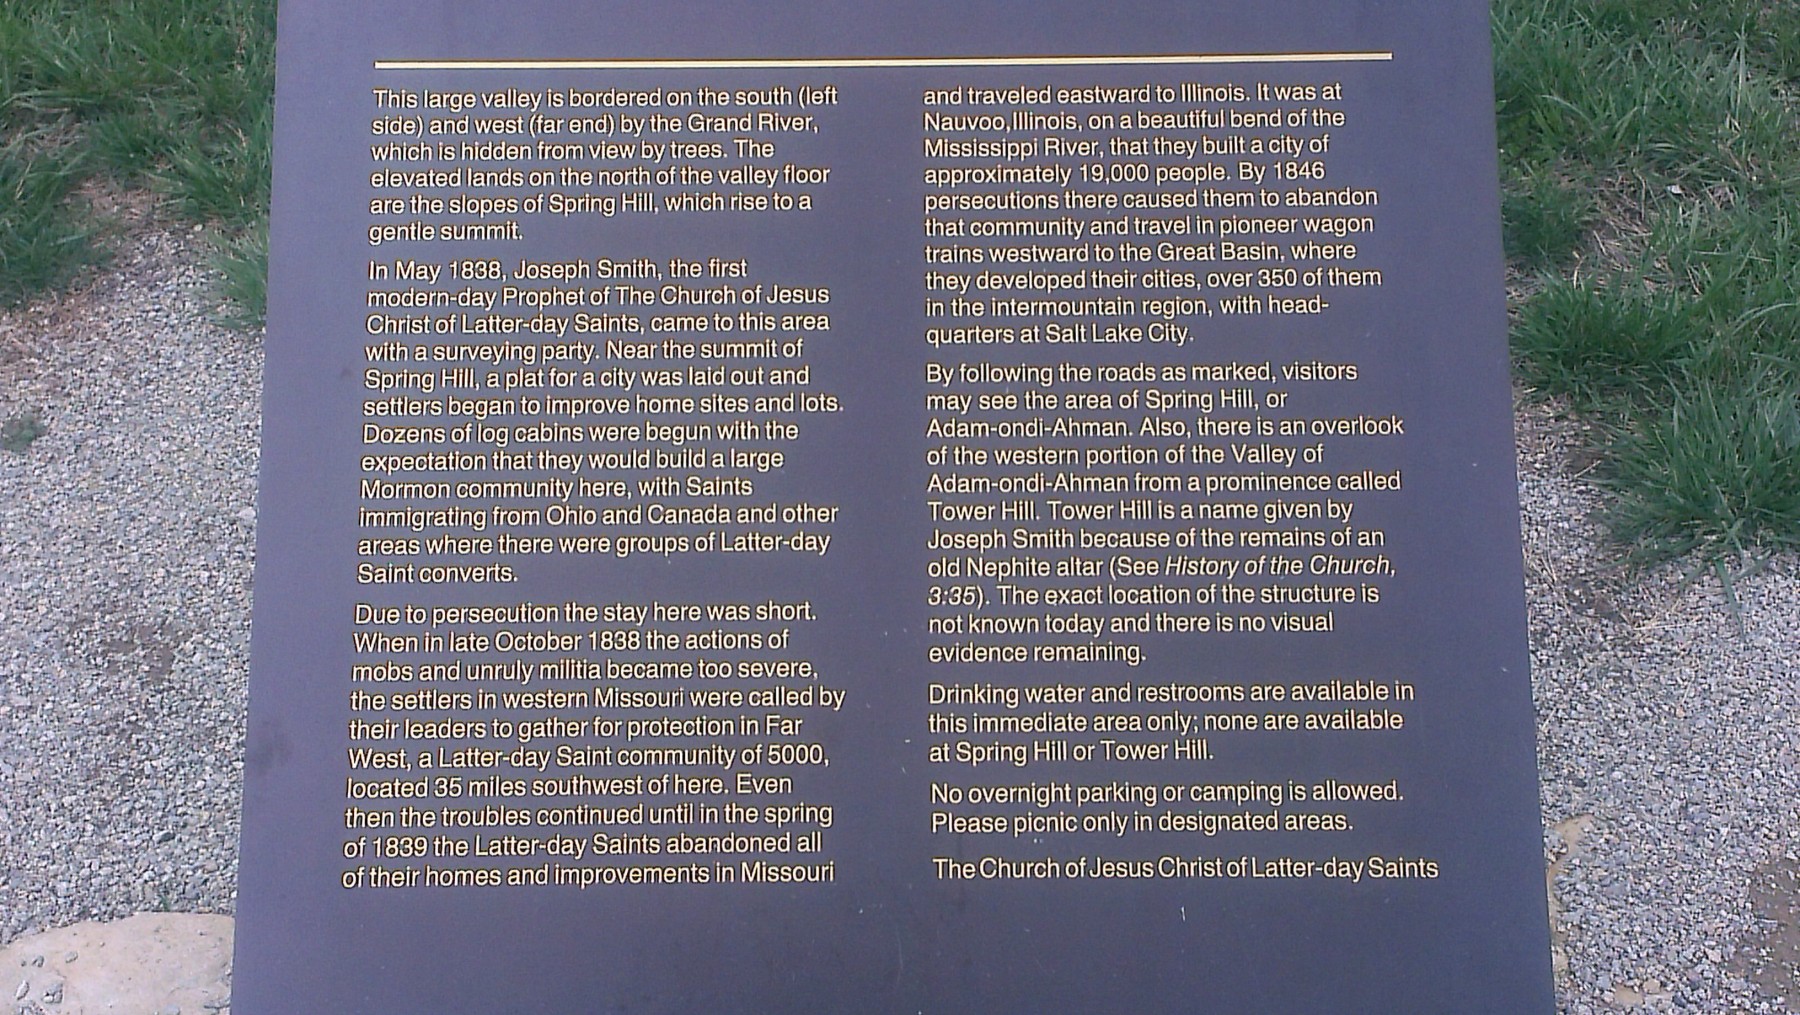 This large valley is bordered on the south (left
side) and west (far end) by the Grand River,
which is hidden from view by trees. The
elevated lands on the north of the valley floor
are the slopes of Spring Hill, which rise to a
gentle summit.
In May 1838, Joseph Smith, the first
modern-day Prophet of The Church of Jesus
Christ of Latter-day Saints, came to this area
with a surveying party. Near the summit of
Spring Hill, a plat for a city was laid out and
settlers began to improve home sites and lots.
Dozens of log cabins were begun with the
expectation that they would build a large
Mormon community here, with Saints
immigrating from Ohio and Canada and other
areas where there were groups of Latter-day
Saint converts.
Due to persecution the stay here was short.
When in late October 1838 the actions of
mobs and unruly militia became too severe,
the settlers in western Missouri were called by
their leaders to gather for protection in Far
West, a Latter-day Saint community of 5000,
located 35 miles southwest of here. Even
then the troubles continued until in the spring
of 1839 the Latter-day Saints abandoned all
of their homes and improvements in Missouri
and traveled eastward to Illinois. It was at
Nauvoo,Illinois, on a beautiful bend of the
Mississippi River, that they built a city of
approximately 19,000 people. By 1846
persecutions there caused them to abandon
that community and travel in pioneer wagon
trains westward to the Great Basin, where
they developed their cities, over 350 of them
in the intermountain region, with head-
quarters at Salt Lake City.
By following the roads as marked, visitors
may see the area of Spring Hill, or
Adam-ondi-Ahman. Also, there is an overlook
of the western portion of the Valley of
Adam-ondi-Ahman from a prominence called
Tower Hill. Tower Hill is a name given by
Joseph Smith because of the remains of an
old Nephite altar (See History of the Church,
3:35). The exact location of the structure is
not known today and there is no visual
evidence remaining.
Drinking water and restrooms are available in
this immediate area only; none are available
at Spring Hill or Tower Hill.
No overnight parking or camping is allowed.
Please picnic only in designated areas.
The Church of Jesus Christ of Latter-day Saints